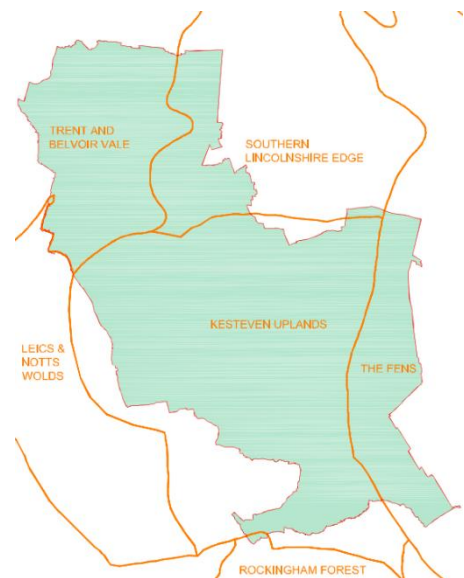 TRENT AND
BELVOIR VALE
SOUTHERN
LINCOLNSHIRE EDGE
KESTEVEN UPLANDS
LEICS &
NOTTS
WOLDS
THE FENS
ROCKINGHAM FOREST